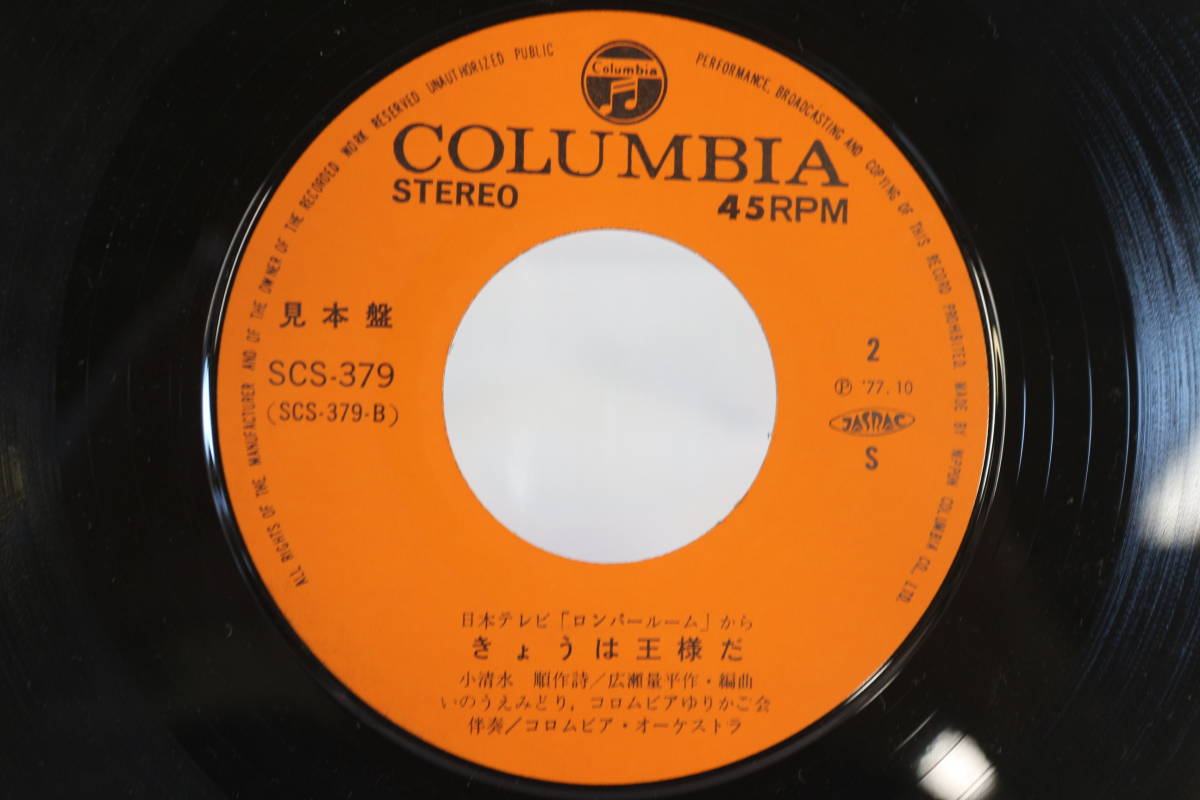 Columbia
ALL RIGHTS OF THE MANUFACTURER AND OF THE OWNER OF THE RECORDED WORK RESERVED UNAUTHORIZED PUBLIC PERFORMANCE, BROADCASTING AND COPYING OF THIS RECORD PROHIBITED. MADE BY NIPPON COLUMBIA CO., LTD.
COLUMBIA
STEREO 45RPM
見本盤
SCS-379
(SCS-379-B)
2
Ⓟ '77.10
JASRAC
S
日本テレビ「ロンパールーム」から
きょうは王様だ
小清水 順作詩/広瀬量平作・編曲
いのうえみどり,コロムビアゆりかご会
伴奏/コロムビア・オーケストラ